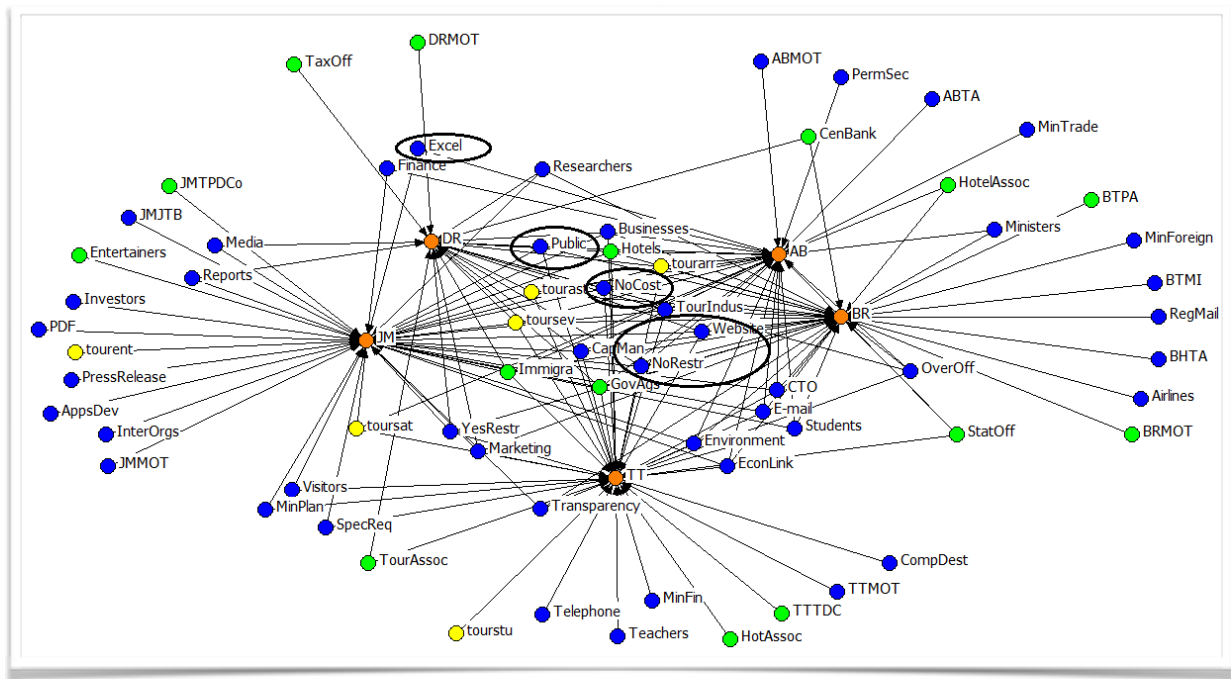 DRMOT
TaxOff
ABMOT
PermSec
ABTA
MinTrade
CenBank
Excel
Finance
Researchers
HotelAssoc
BTPA
JMTPDCo
JMJTB
Media
DR
Public
Businesses
Hotels
AB
Ministers
MinForeign
Entertainers
Reports
tourarr
BTMI
Investors
tourast
NoCost
TourIndus
BR
RegMail
PDF
toursev
Website
JM
tourent
CapMan
NoRestr
BHTA
PressRelease
Immigra
GovAgs
CTO
OverOff
Airlines
AppsDev
E-mail
InterOrgs
toursat
YesRestr
Students
StatOff
BRMOT
JMMOT
Marketing
Environment
EconLink
TT
Visitors
MinPlan
Transparency
SpecReq
TourAssoc
CompDest
TTMOT
MinFin
Telephone
TTTDC
tourstu
Teachers
HotAssoc